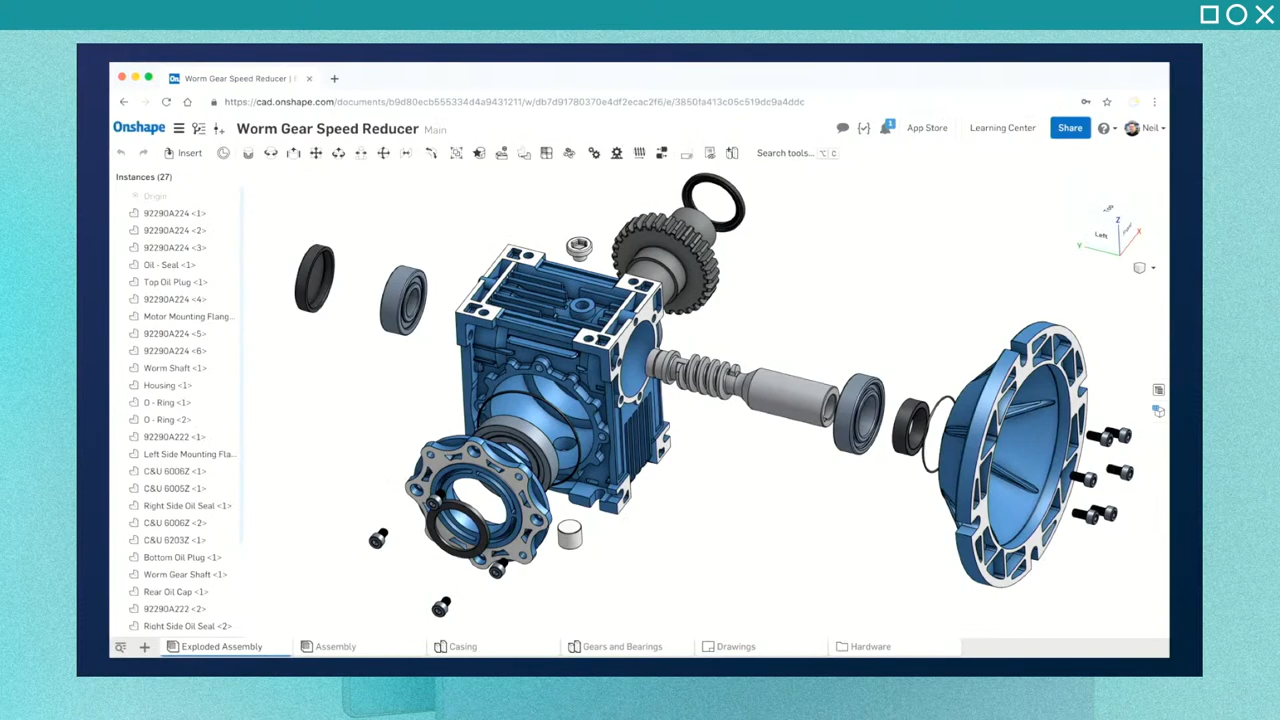 On Worm Gear Speed Reducer |
https://cad.onshape.com/documents/b9d80ecb555334d4a9431211/w/db7d91780370e4df2ecac2f6/e/3850fa413c05c519dc9a4ddc
Onshape Worm Gear Speed Reducer Main 1 App Store Learning Center Share Neil
Insert Search tools... C
Instances (27)
Origin
92290A224 <1>
92290A224 <2>
92290A224 <3>
Oil - Seal <1>
Top Oil Plug <1>
92290A224 <4>
Motor Mounting Flang...
92290A224 <5>
92290A224 <6>
Worm Shaft <1>
Housing <1>
O - Ring <1>
O - Ring <2>
92290A222 <1>
Left Side Mounting Fla...
C&U 6006Z <1>
C&U 6005Z <1>
Right Side Oil Seal <1>
C&U 6006Z <2>
C&U 6203Z <1>
Bottom Oil Plug <1>
Worm Gear Shaft <1>
Rear Oil Cap <1>
92290A222 <2>
Right Side Oil Seal <2>
Top
Z
Left
Y
X
Exploded Assembly Assembly Casing Gears and Bearings Drawings Hardware